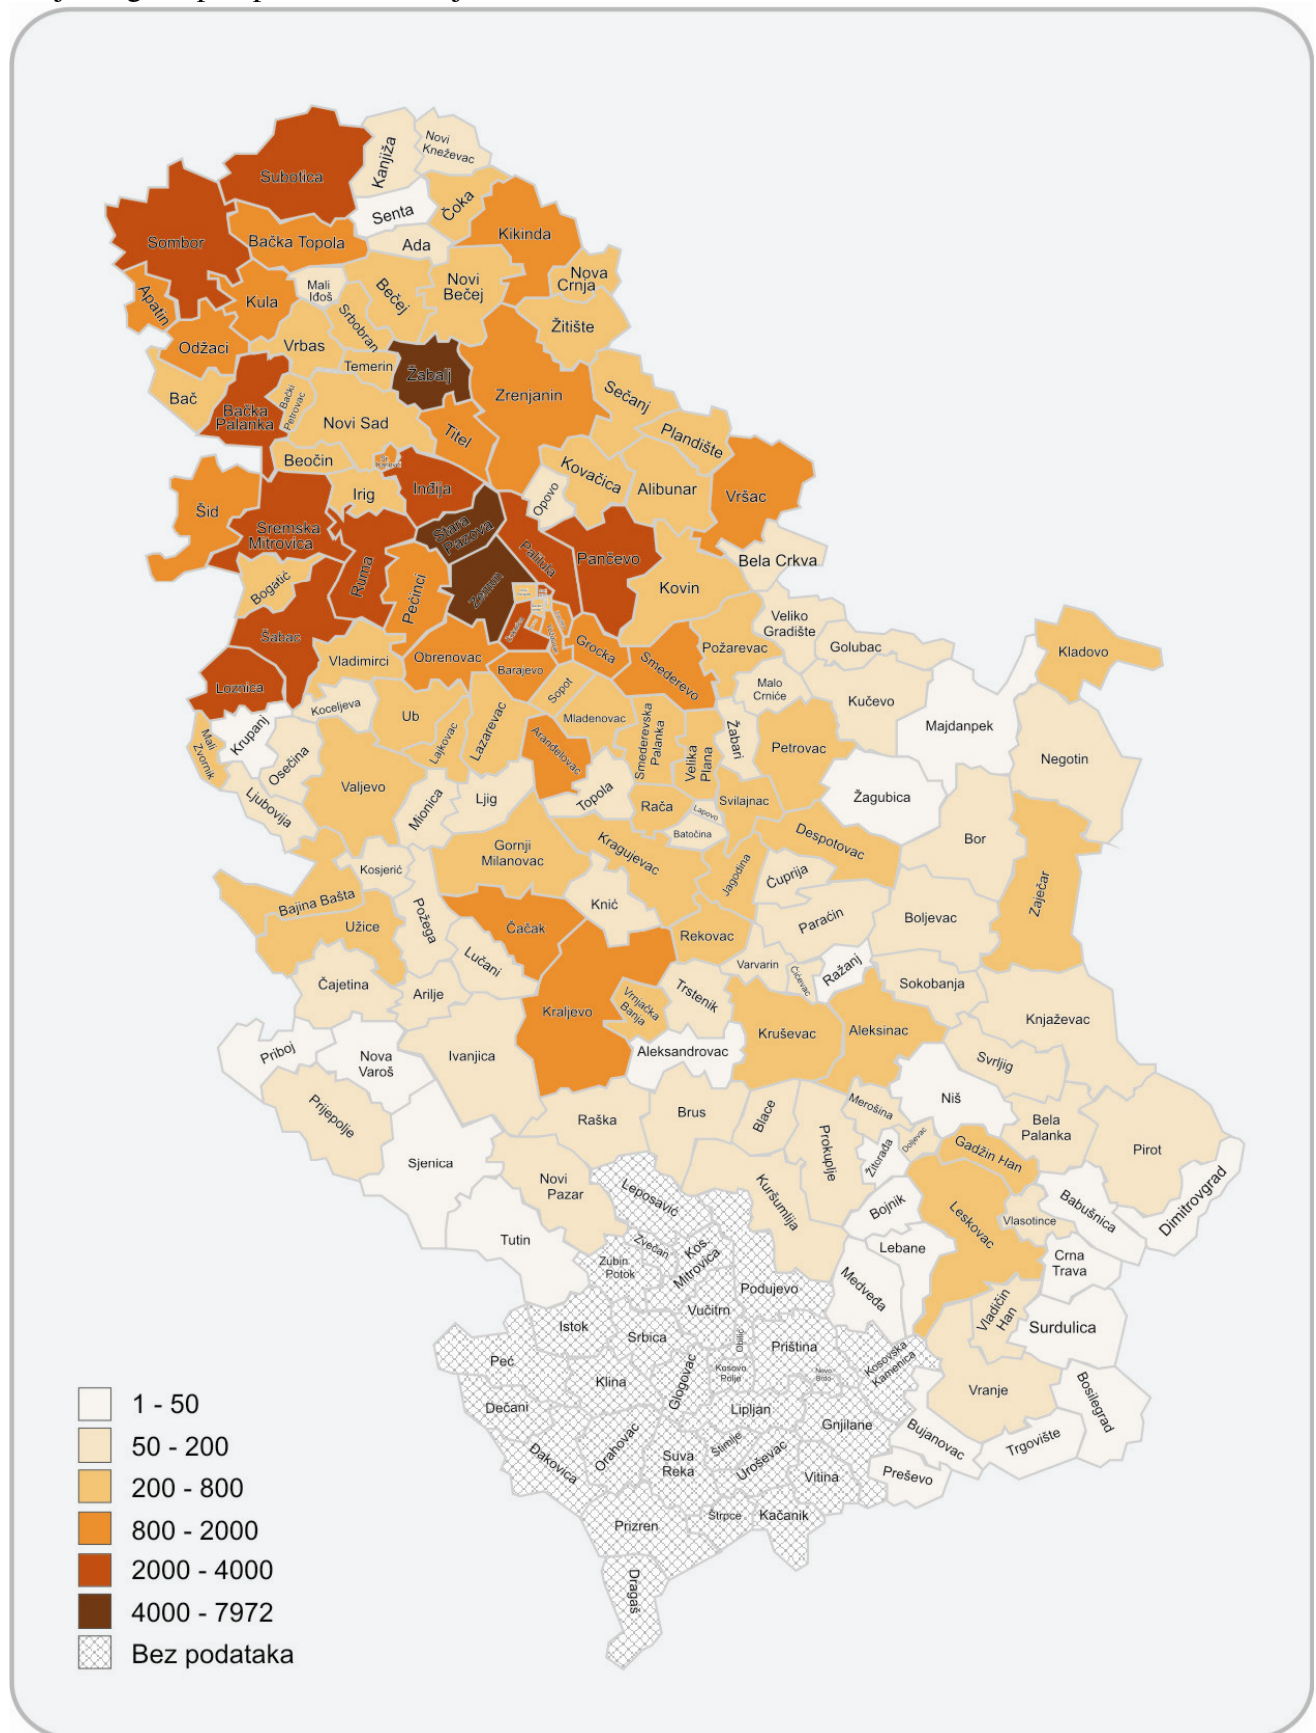 Kanjiža
Novi
Kneževac
Subotica
Senta
Čoka
Sombor
Bačka Topola
Ada
Kikinda
Apatin
Kula
Mali
Iđoš
Bečej
Novi
Bečej
Nova
Crnja
Odžaci
Vrbas
Srbobran
Žitište
Temerin
Žabalj
Bač
Bačka
Palanka
Bački
Petrovac
Novi Sad
Zrenjanin
Sečanj
Titel
Plandište
Beočin
Kovačica
Alibunar
Vršac
Šid
Irig
Inđija
Opovo
Sremska
Mitrovica
Stara
Pazova
Palilula
Pančevo
Bela Crkva
Bogatić
Ruma
Pećinci
Zemun
Kovin
Šabac
Veliko
Gradište
Golubac
Kladovo
Vladimirci
Obrenovac
Barajevo
Grocka
Smederevo
Požarevac
Loznica
Koceljeva
Sopot
Malo
Crniće
Kučevo
Majdanpek
Krupanj
Mali
Zvornik
Osečina
Ub
Lajkovac
Lazarevac
Mladenovac
Aranđelovac
Smederevska
Palanka
Velika
Plana
Žabari
Petrovac
Negotin
Valjevo
Ljubovija
Mionica
Ljig
Topola
Rača
Lapovo
Svilajnac
Žagubica
Batočina
Despotovac
Bor
Gornji
Milanovac
Kragujevac
Jagodina
Ćuprija
Kosjerić
Bajina Bašta
Požega
Knić
Zaječar
Užice
Čačak
Rekovac
Paraćin
Boljevac
Lučani
Čajetina
Arilje
Varvarin
Ćićevac
Ražanj
Sokobanja
Kraljevo
Vrnjačka
Banja
Trstenik
Kruševac
Aleksinac
Knjaževac
Priboj
Nova
Varoš
Ivanjica
Aleksandrovac
Svrljig
Prijepolje
Raška
Brus
Blace
Merošina
Niš
Bela
Palanka
Pirot
Prokuplje
Žitorađa
Doljevac
Gadžin Han
Sjenica
Novi
Pazar
Leposavić
Kuršumlija
Bojnik
Leskovac
Vlasotince
Babušnica
Dimitrovgrad
Tutin
Zvečan
Kos.
Mitrovica
Zubin
Potok
Lebane
Crna
Trava
Podujevo
Medveđa
Vučitrn
Vladičin
Han
Surdulica
Istok
Srbica
Obilić
Priština
Kosovska
Kamenica
Peć
Klina
Glogovac
Kosovo
Polje
Novo
Brdo
Vranje
Bosilegrad
Dečani
Lipljan
Gnjilane
Orahovac
Štimlje
Bujanovac
Trgovište
Đakovica
Suva
Reka
Uroševac
Vitina
Preševo
Prizren
Štrpce
Kačanik
Dragaš
1 - 50
50 - 200
200 - 800
800 - 2000
2000 - 4000
4000 - 7972
Bez podataka